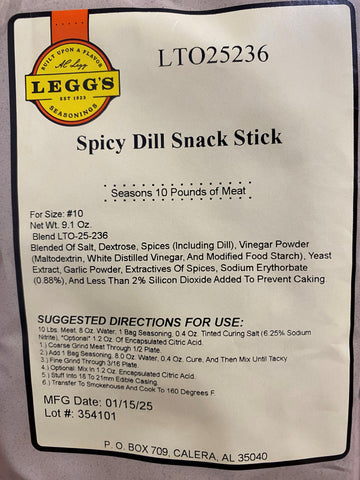 LTO25236
BUILT UPON A FLAVOR
A.C. Legg
LEGG'S
EST 1923
SEASONINGS
Spicy Dill Snack Stick
Seasons 10 Pounds of Meat
For Size: #10
Net Wt. 9.1 Oz.
Blend LTO-25-236
Blended Of Salt, Dextrose, Spices (Including Dill), Vinegar Powder
(Maltodextrin, White Distilled Vinegar, And Modified Food Starch), Yeast
Extract, Garlic Powder, Extractives Of Spices, Sodium Erythorbate
(0.88%), And Less Than 2% Silicon Dioxide Added To Prevent Caking
SUGGESTED DIRECTIONS FOR USE:
10 Lbs. Meat, 8 Oz. Water, 1 Bag Seasoning, 0.4 Oz. Tinted Curing Salt (6.25% Sodium
Nitrite), *Optional* 1.2 Oz. Of Encapsulated Citric Acid.
1.) Coarse Grind Meat Through 1/2 Plate.
2.) Add 1 Bag Seasoning, 8.0 Oz. Water, 0.4 Oz. Cure, And Then Mix Until Tacky
3.) Fine Grind Through 3/16 Plate.
4.) Optional: Mix In 1.2 Oz. Encapsulated Citric Acid.
5.) Stuff Into 18 To 21mm Edible Casing
6.) Transfer To Smokehouse And Cook To 160 Degrees F.
MFG Date: 01/15/25
Lot #: 354101
P. O. BOX 709, CALERA, AL 35040